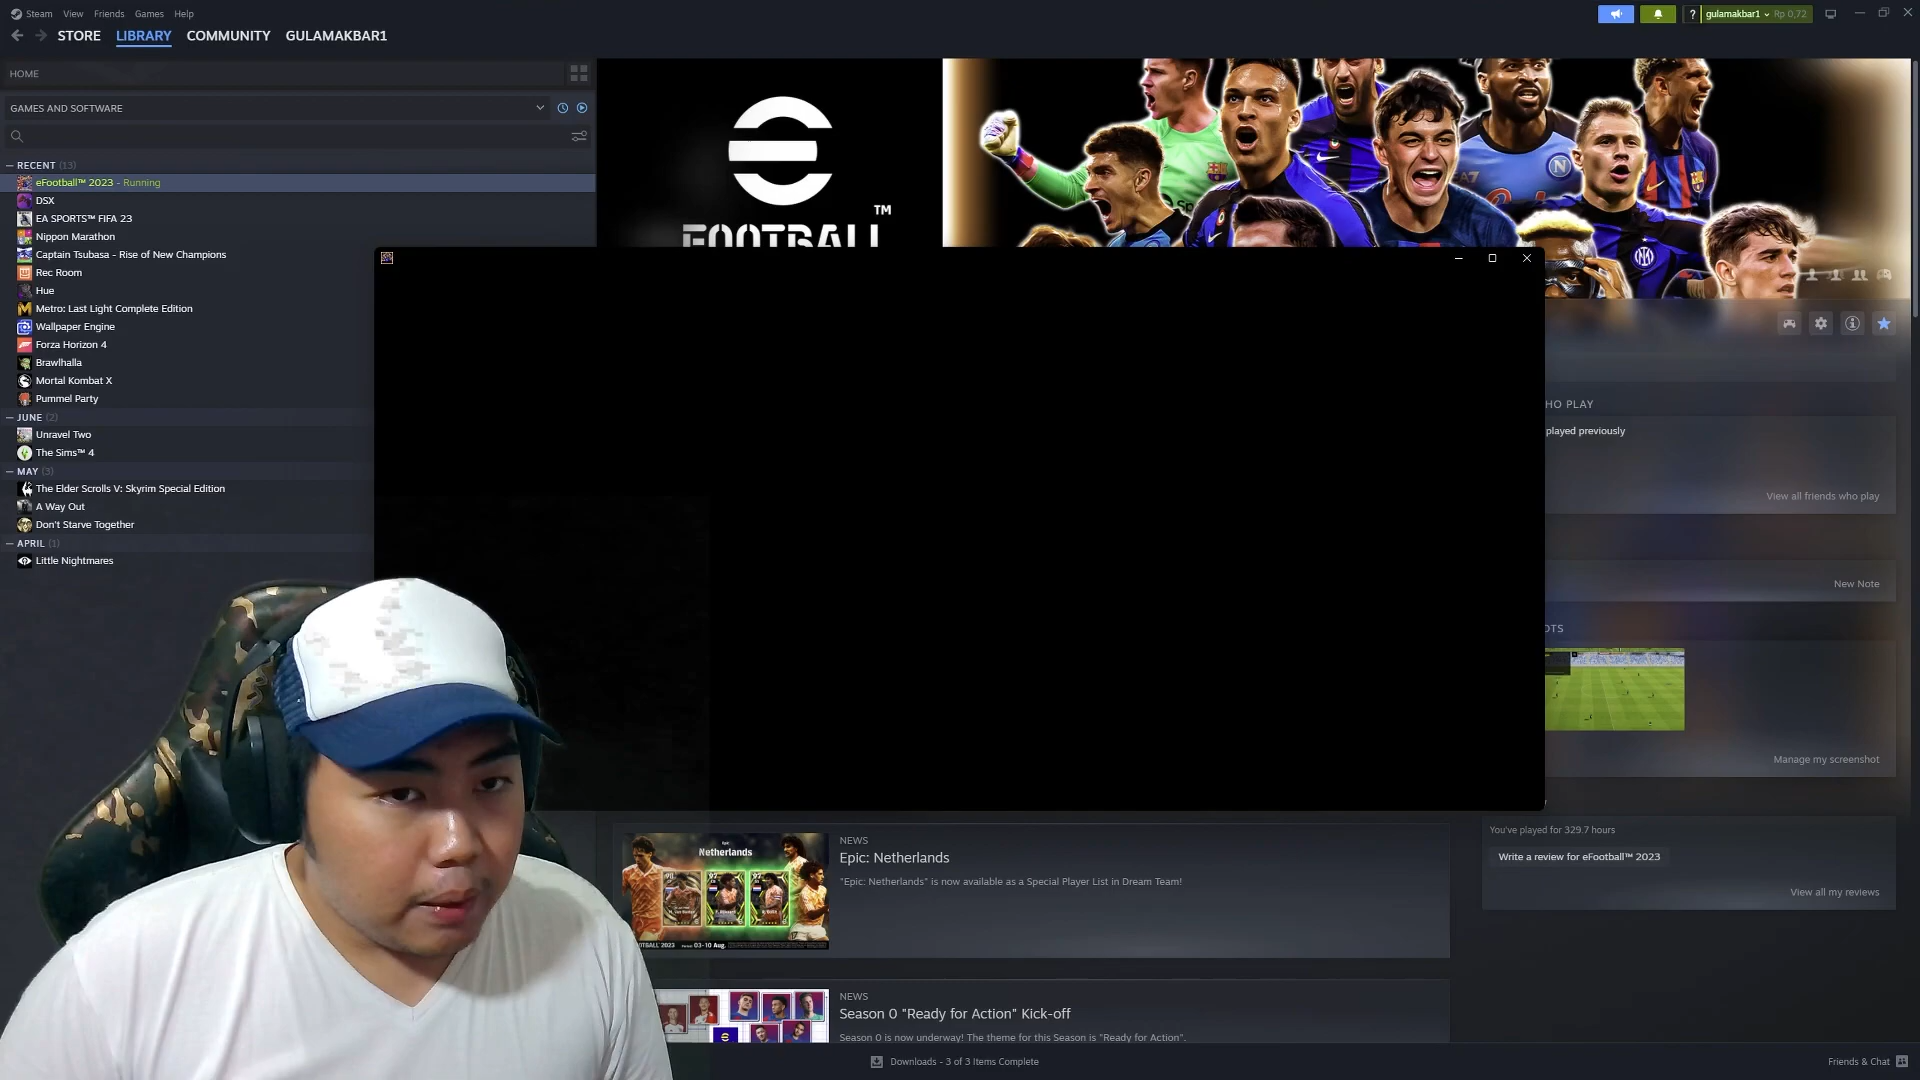 Steam View Friends Games Help
gulamakbar1 Rp 0,72
STORE LIBRARY COMMUNITY GULAMAKBAR1
HOME
GAMES AND SOFTWARE
RECENT (13)
eFootball™ 2023 - Running
DSX
EA SPORTS™ FIFA 23
Nippon Marathon
Captain Tsubasa - Rise of New Champions
Rec Room
Hue
Metro: Last Light Complete Edition
Wallpaper Engine
Forza Horizon 4
Brawlhalla
Mortal Kombat X
Pummel Party
JUNE (2)
Unravel Two
The Sims™ 4
MAY (3)
The Elder Scrolls V: Skyrim Special Edition
A Way Out
Don't Starve Together
APRIL (1)
Little Nightmares
TM
FOOTBALL
HO PLAY
played previously
View all friends who play
New Note
OTS
Manage my screenshot
You've played for 329.7 hours
Write a review for eFootball™ 2023
View all my reviews
Netherlands
NEWS
Epic: Netherlands
"Epic: Netherlands" is now available as a Special Player List in Dream Team!
03-10 Aug.
NEWS
Season 0 "Ready for Action" Kick-off
Season 0 is now underway! The theme for this Season is "Ready for Action".
Downloads - 3 of 3 Items Complete
Friends & Chat